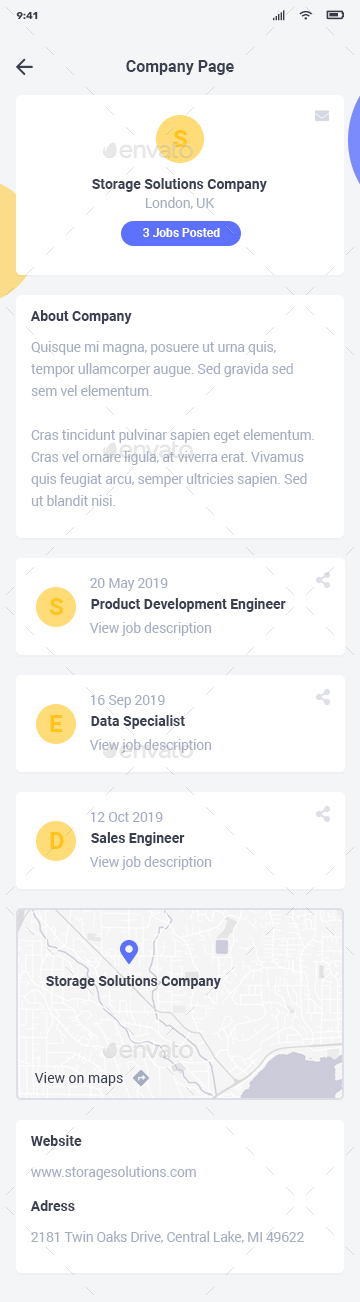 9:41
Company Page
S
envato
Storage Solutions Company
London, UK
3 Jobs Posted
About Company
Quisque mi magna, posuere ut urna quis,
tempor ullamcorper augue. Sed gravida sed
sem vel elementum.
Cras tincidunt pulvinar sapien eget elementum.
envato
Cras vel ornare ligula, at viverra erat. Vivamus
quis feugiat arcu, semper ultricies sapien. Sed
ut blandit nisi.
20 May 2019
S
Product Development Engineer
View job description
16 Sep 2019
E
Data Specialist
View job description
envato
12 Oct 2019
D
Sales Engineer
View job description
Storage Solutions Company
envato
View on maps
Website
www.storagesolutions.com
Adress
2181 Twin Oaks Drive, Central Lake, MI 49622